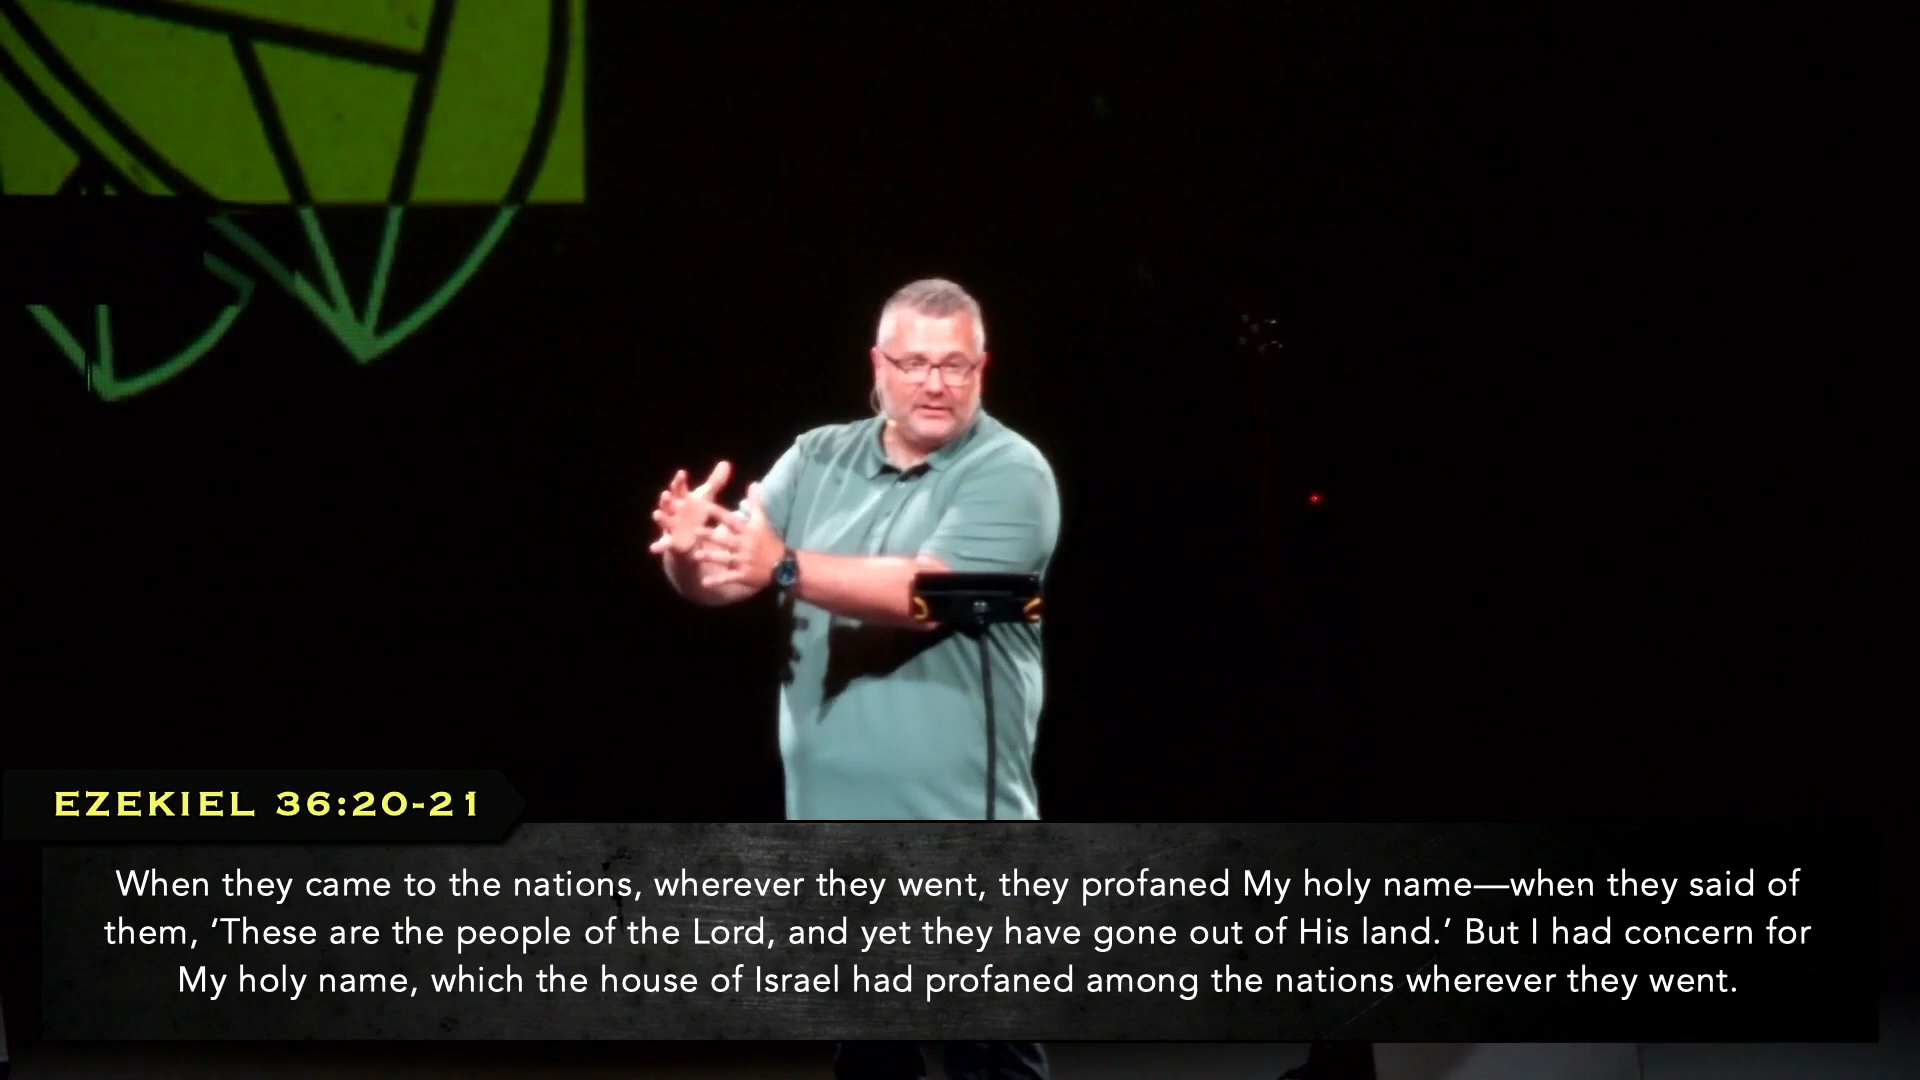 EZEKIEL 36:20-21
When they came to the nations, wherever they went, they profaned My holy name—when they said of
them, ‘These are the people of the Lord, and yet they have gone out of His land.’ But I had concern for
My holy name, which the house of Israel had profaned among the nations wherever they went.